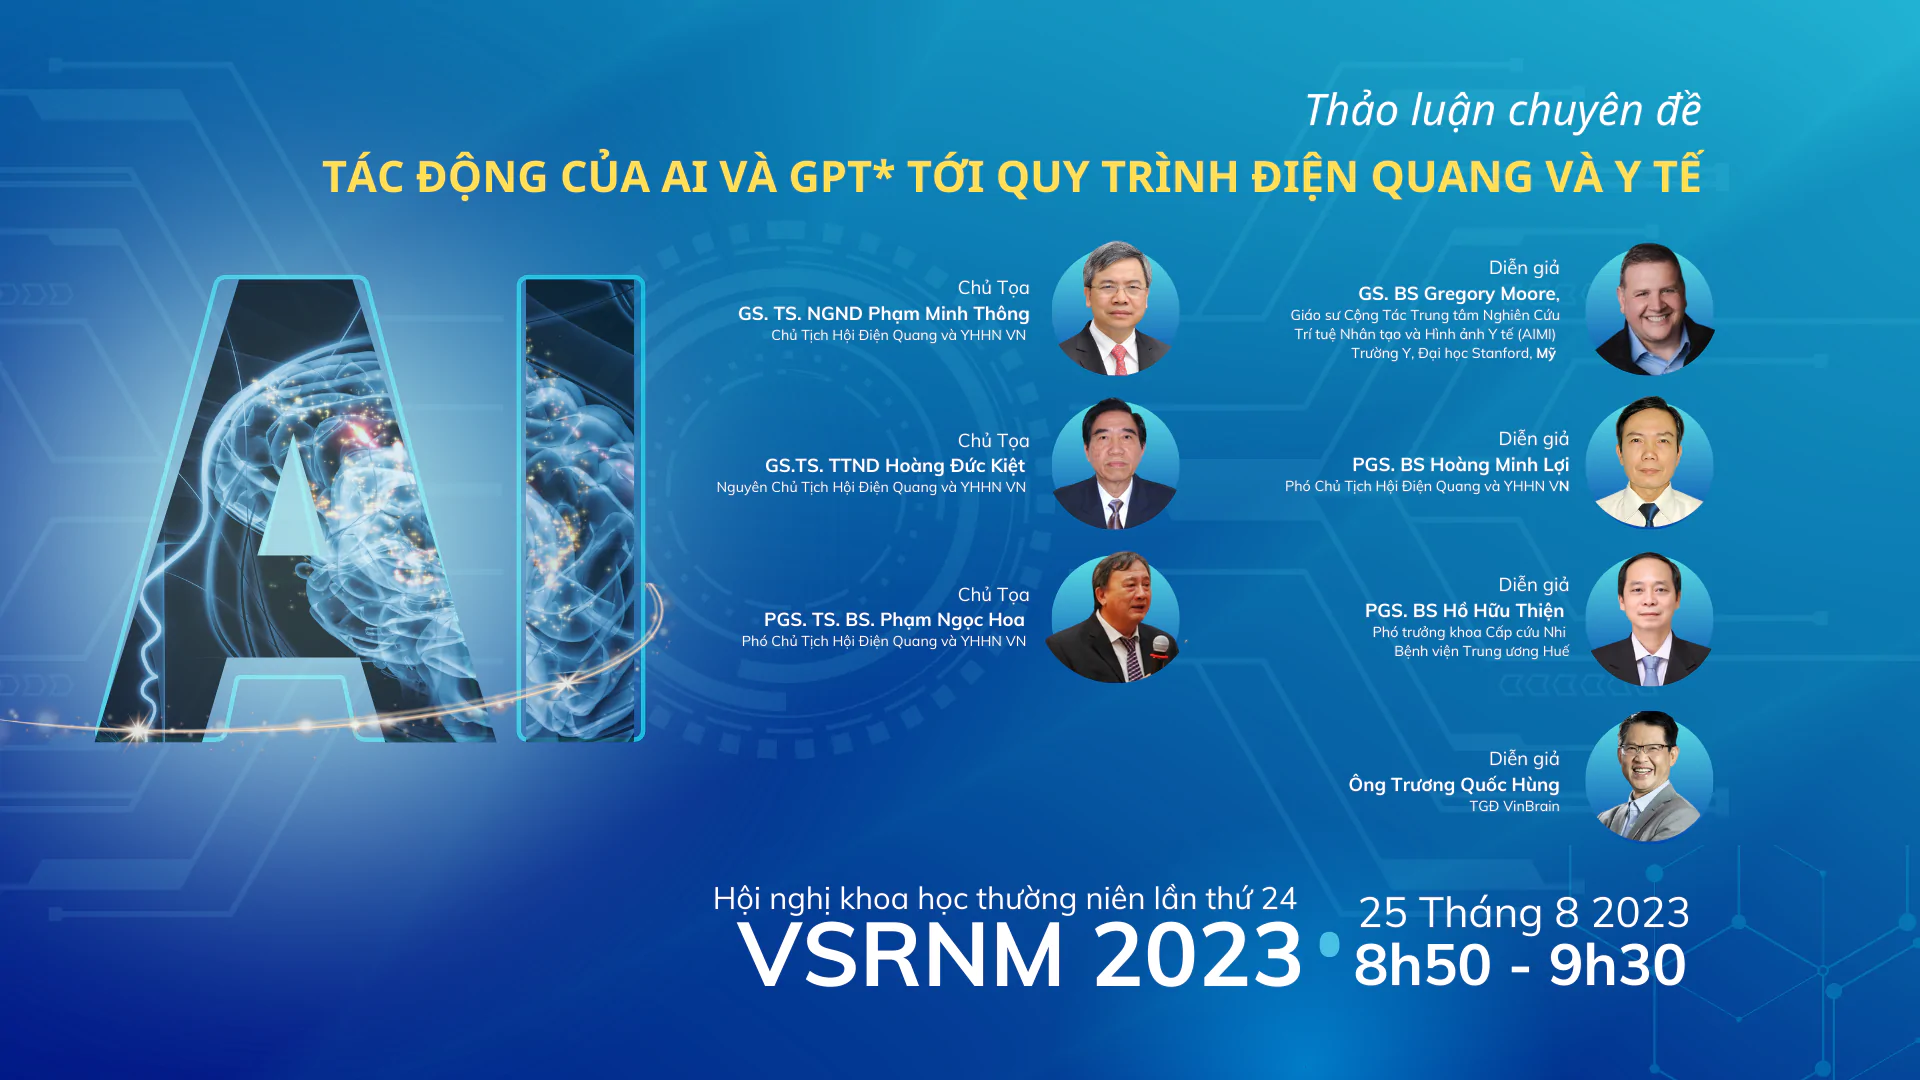 Thảo luận chuyên đề
TÁC ĐỘNG CỦA AI VÀ GPT* TỚI QUY TRÌNH ĐIỆN QUANG VÀ Y TẾ
AI
Chủ Tọa
GS. TS. NGND Phạm Minh Thông
Chủ Tịch Hội Điện Quang và YHHN VN
Chủ Tọa
GS.TS. TTND Hoàng Đức Kiệt
Nguyên Chủ Tịch Hội Điện Quang và YHHN VN
Chủ Tọa
PGS. TS. BS. Phạm Ngọc Hoa
Phó Chủ Tịch Hội Điện Quang và YHHN VN
Diễn giả
GS. BS Gregory Moore,
Giáo sư Cộng Tác Trung tâm Nghiên Cứu
Trí tuệ Nhân tạo và Hình ảnh Y tế (AIMI)
Trường Y, Đại học Stanford, Mỹ
Diễn giả
PGS. BS Hoàng Minh Lợi
Phó Chủ Tịch Hội Điện Quang và YHHN VN
Diễn giả
PGS. BS Hồ Hữu Thiện
Phó trưởng khoa Cấp cứu Nhi
Bệnh viện Trung ương Huế
Diễn giả
Ông Trương Quốc Hùng
TGĐ VinBrain
Hội nghị khoa học thường niên lần thứ 24
VSRNM 2023
25 Tháng 8 2023
8h50 - 9h30